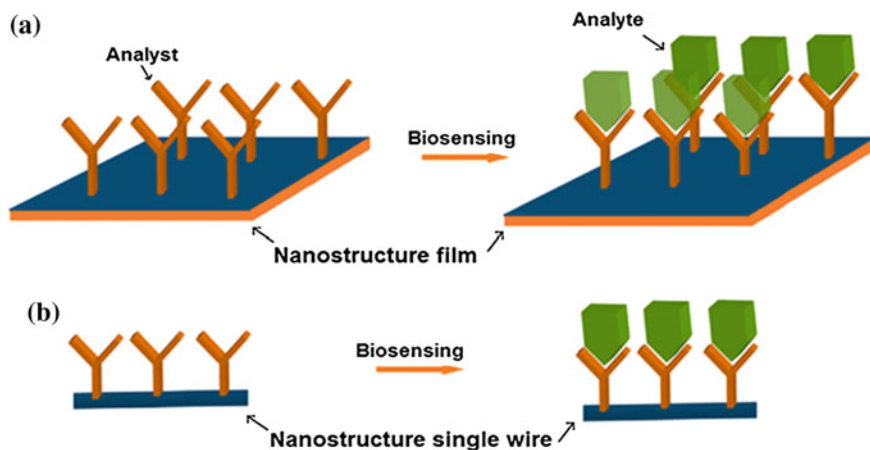 (a)
Analyst
Analyte
Biosensing
Nanostructure film
(b)
Biosensing
Nanostructure single wire